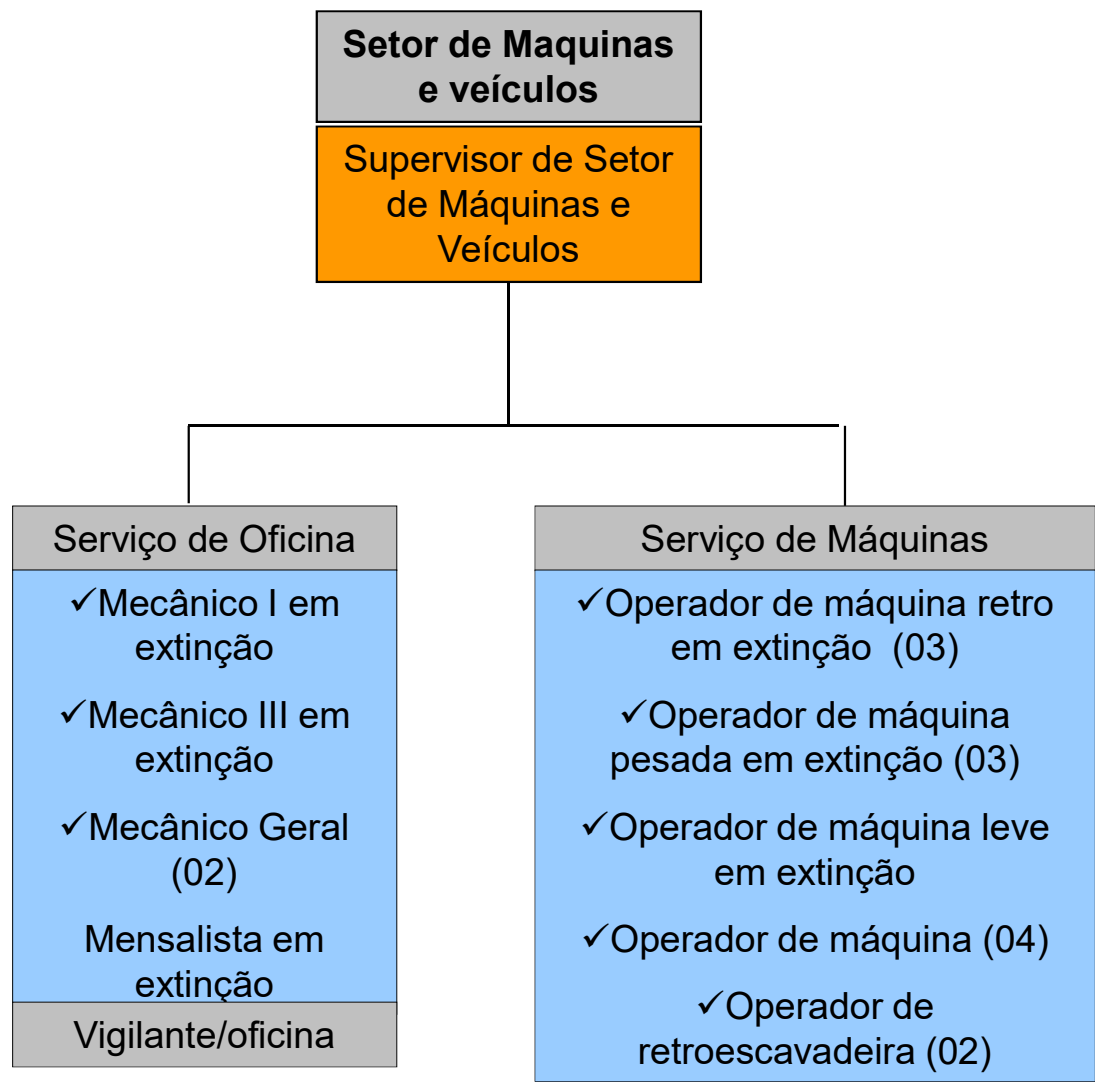 Setor de Maquinas
e veículos
Supervisor de Setor
de Máquinas e
Veículos
Serviço de Oficina
✓Mecânico I em
extinção
✓Mecânico III em
extinção
✓Mecânico Geral
(02)
Mensalista em
extinção
Vigilante/oficina
Serviço de Máquinas
✓Operador de máquina retro
em extinção (03)
✓Operador de máquina
pesada em extinção (03)
✓Operador de máquina leve
em extinção
✓Operador de máquina (04)
✓Operador de
retroescavadeira (02)